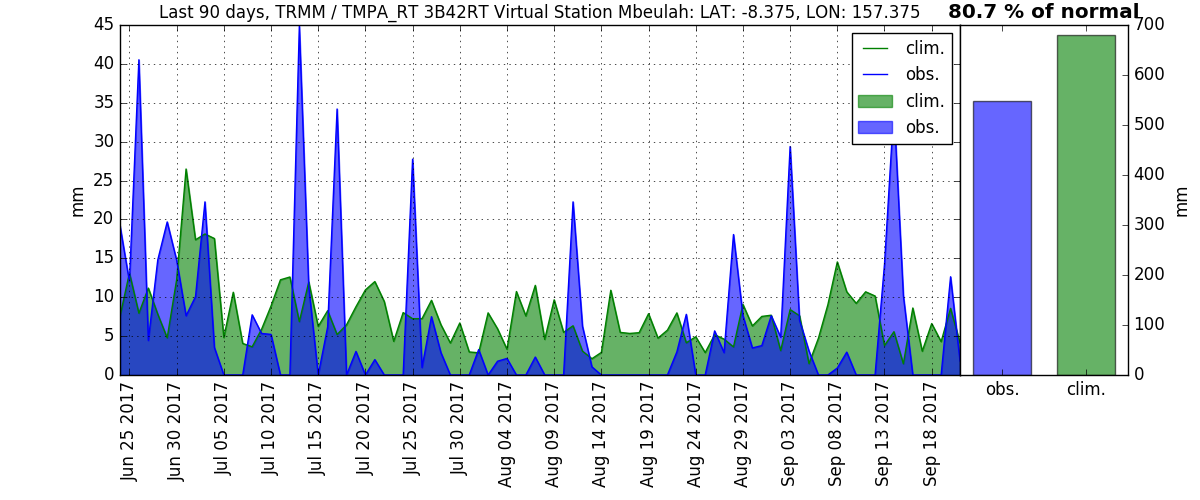 Last 90 days, TRMM / TMPA_RT 3B42RT Virtual Station Mbeulah: LAT: -8.375, LON: 157.375
80.7 % of normal
45
40
35
30
25
20
15
10
5
0
mm
clim.
obs.
clim.
obs.
Jun 25 2017
Jun 30 2017
Jul 05 2017
Jul 10 2017
Jul 15 2017
Jul 20 2017
Jul 25 2017
Jul 30 2017
Aug 04 2017
Aug 09 2017
Aug 14 2017
Aug 19 2017
Aug 24 2017
Aug 29 2017
Sep 03 2017
Sep 08 2017
Sep 13 2017
Sep 18 2017
700
600
500
400
300
200
100
0
mm
obs.
clim.